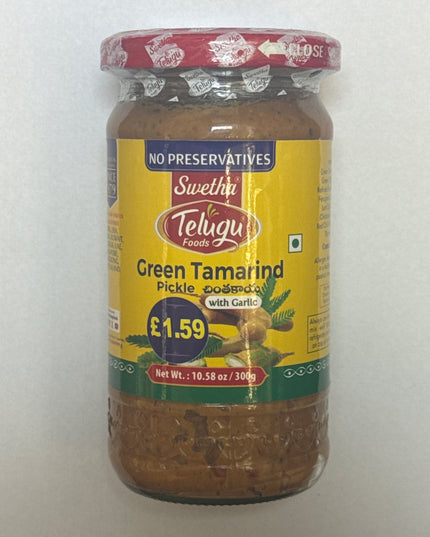 CLOSE
NO PRESERVATIVES
Swetha
Telugu
Foods
Green Tamarind
Pickle చింతకాయ
with Garlic
£1.59
Net Wt. : 10.58 oz / 300g